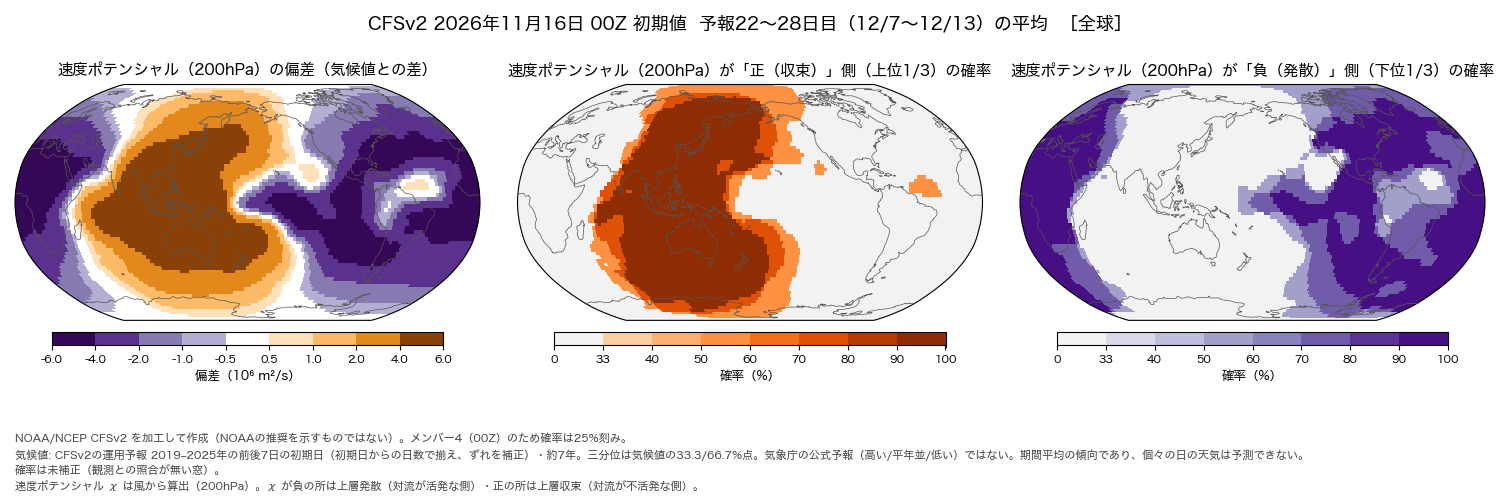 CFSv2 2026年11月16日 00Z 初期値 予報22～28日目（12/7～12/13）の平均 ［全球］
速度ポテンシャル（200hPa）の偏差（気候値との差）
速度ポテンシャル（200hPa）が「正（収束）」側（上位1/3）の確率
速度ポテンシャル（200hPa）が「負（発散）」側（下位1/3）の確率
-6.0 -4.0 -2.0 -1.0 -0.5 0.5 1.0 2.0 4.0 6.0
偏差（10⁶ m²/s）
0 33 40 50 60 70 80 90 100
確率（%）
0 33 40 50 60 70 80 90 100
確率（%）
NOAA/NCEP CFSv2 を加工して作成（NOAAの推奨を示すものではない）。メンバー4（00Z）のため確率は25%刻み。
気候値: CFSv2の運用予報 2019–2025年の前後7日の初期日（初期日からの日数で揃え、ずれを補正）・約7年。三分位は気候値の33.3/66.7%点。気象庁の公式予報（高い/平年並/低い）ではない。期間平均の傾向であり、個々の日の天気は予測できない。
確率は未補正（観測との照合が無い窓）。
速度ポテンシャル χ は風から算出（200hPa）。χ が負の所は上層発散（対流が活発な側）・正の所は上層収束（対流が不活発な側）。